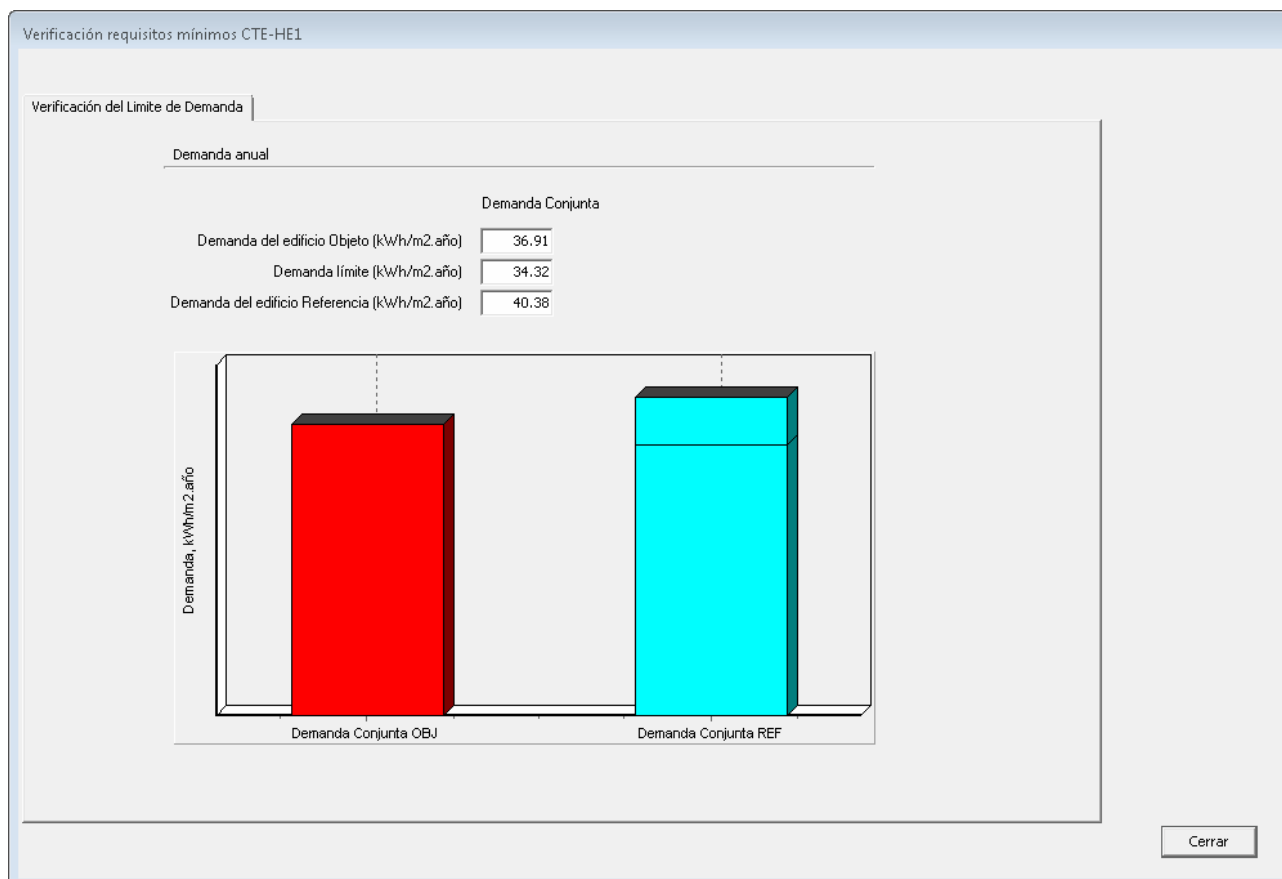 Verificación requisitos mínimos CTE-HE1
Verificación del Limite de Demanda
Demanda anual
Demanda Conjunta
Demanda del edificio Objeto (kWh/m2.año) 36.91
Demanda límite (kWh/m2.año) 34.32
Demanda del edificio Referencia (kWh/m2.año) 40.38
Demanda, kWh/m2.año
Demanda Conjunta OBJ Demanda Conjunta REF
Cerrar